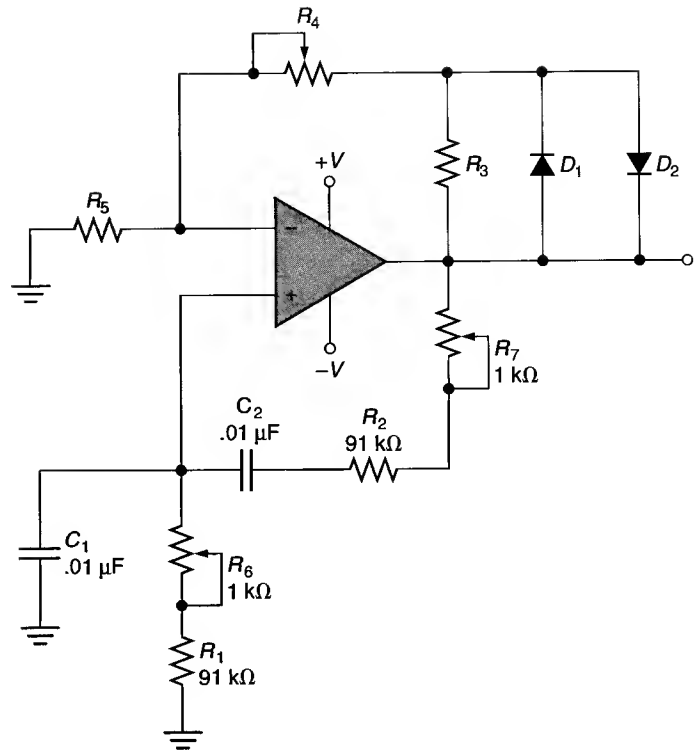 R4
+V
R3
D1
D2
R5
−
+
−V
R7
1 kΩ
C2
.01 µF
R2
91 kΩ
C1
.01 µF
R6
1 kΩ
R1
91 kΩ